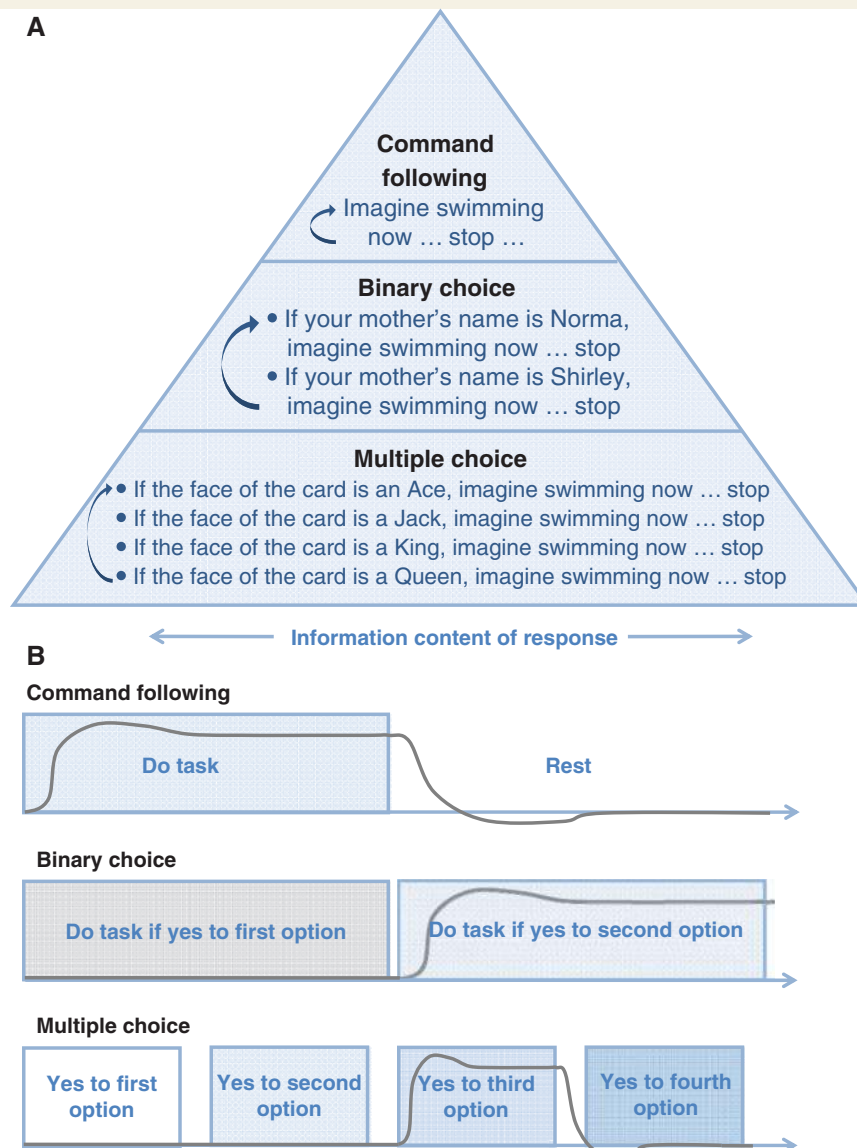 A
Command
following
Imagine swimming
now … stop …
Binary choice
• If your mother's name is Norma,
imagine swimming now … stop
• If your mother's name is Shirley,
imagine swimming now … stop
Multiple choice
• If the face of the card is an Ace, imagine swimming now … stop
• If the face of the card is a Jack, imagine swimming now … stop
• If the face of the card is a King, imagine swimming now … stop
• If the face of the card is a Queen, imagine swimming now … stop
Information content of response
B
Command following
Do task
Rest
Binary choice
Do task if yes to first option
Do task if yes to second option
Multiple choice
Yes to first
option
Yes to second
option
Yes to third
option
Yes to fourth
option